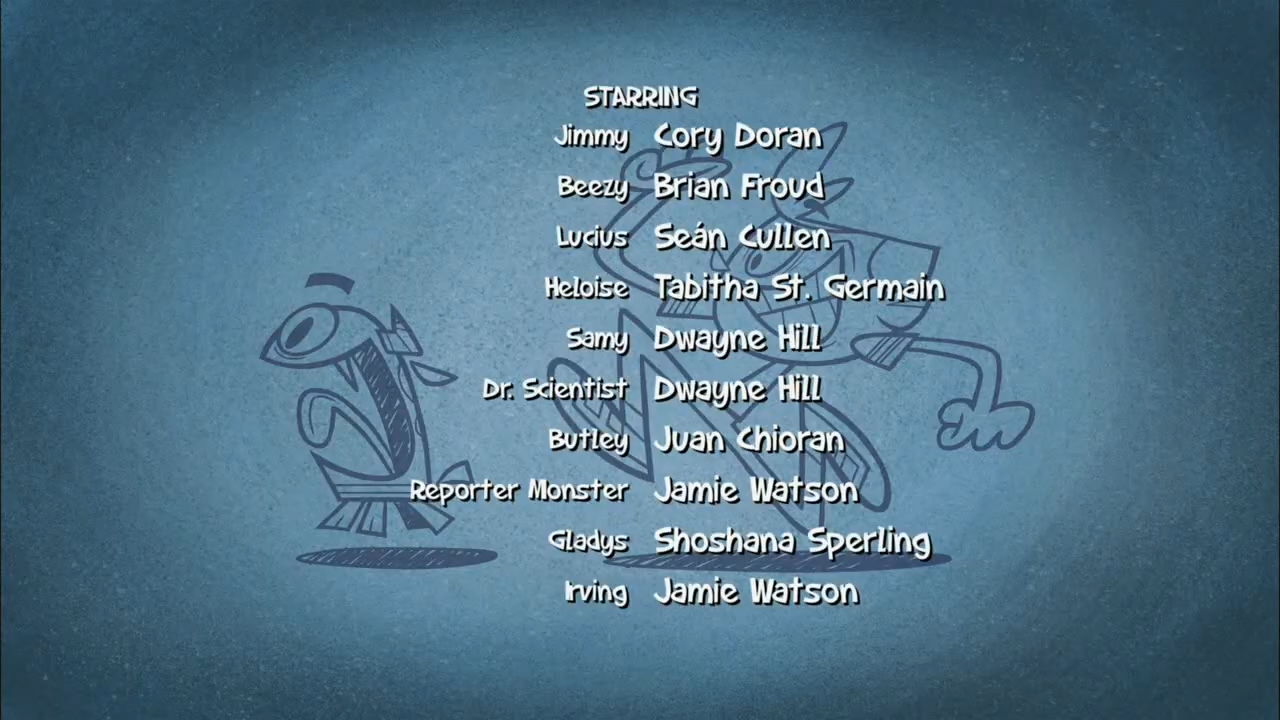 STARRING
Jimmy Cory Doran
Beezy Brian Froud
Lucius Seán Cullen
Heloise Tabitha St. Germain
Samy Dwayne Hill
Dr. Scientist Dwayne Hill
Butley Juan Chioran
Reporter Monster Jamie Watson
Gladys Shoshana Sperling
Irving Jamie Watson